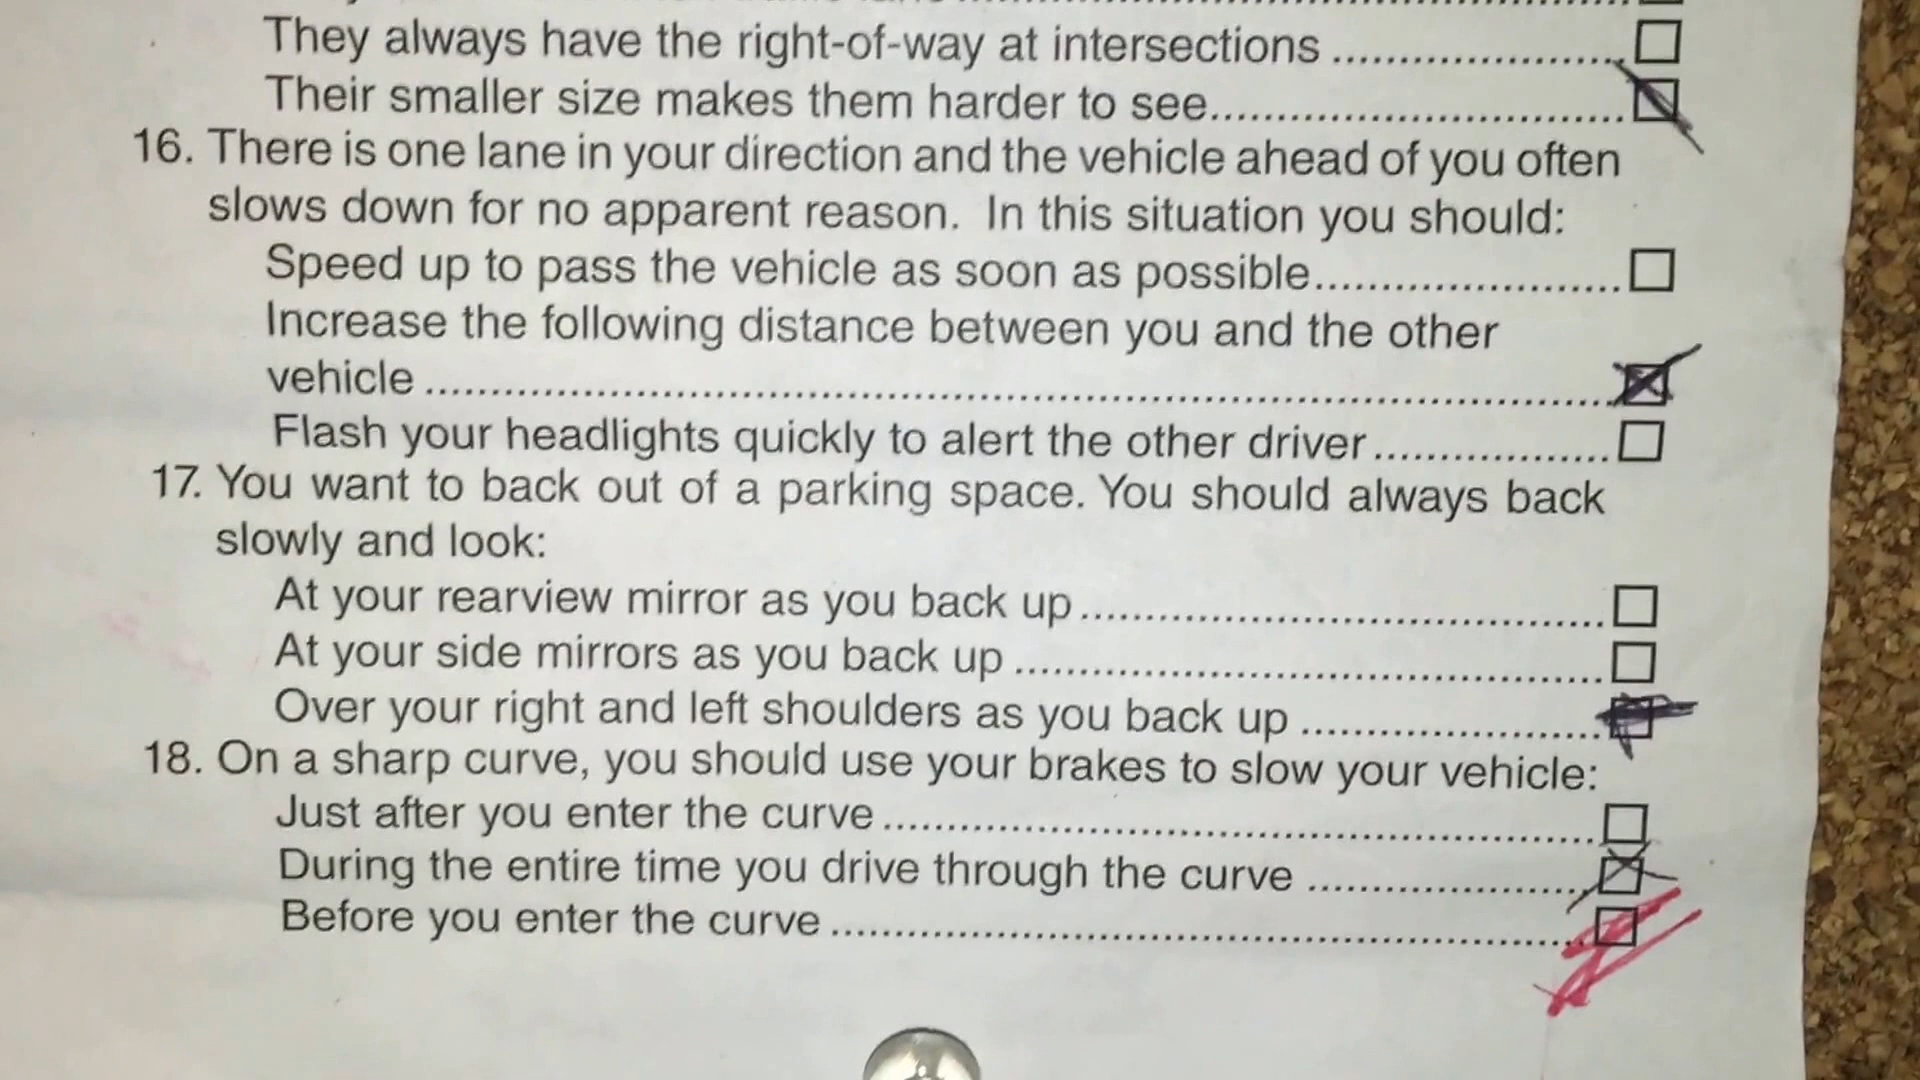 They always have the right-of-way at intersections ......................
Their smaller size makes them harder to see...............................
16. There is one lane in your direction and the vehicle ahead of you often
slows down for no apparent reason. In this situation you should:
Speed up to pass the vehicle as soon as possible.......................
Increase the following distance between you and the other
vehicle ..........................................................................................
Flash your headlights quickly to alert the other driver..................
17. You want to back out of a parking space. You should always back
slowly and look:
At your rearview mirror as you back up........................................
At your side mirrors as you back up .............................................
Over your right and left shoulders as you back up .......................
18. On a sharp curve, you should use your brakes to slow your vehicle:
Just after you enter the curve.......................................................
During the entire time you drive through the curve .....................
Before you enter the curve.........................................................